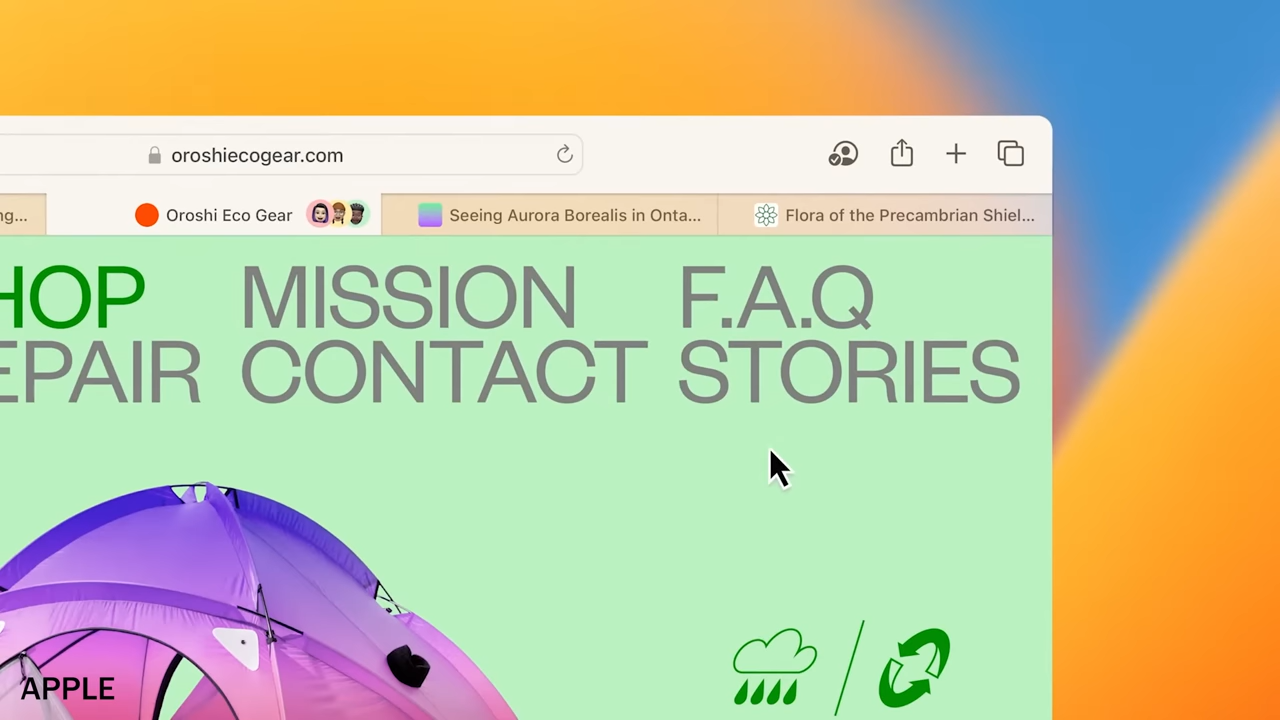 oroshiecogear.com
ng...
Oroshi Eco Gear
Seeing Aurora Borealis in Onta...
Flora of the Precambrian Shiel...
HOP MISSION F.A.Q
EPAIR CONTACT STORIES
APPLE